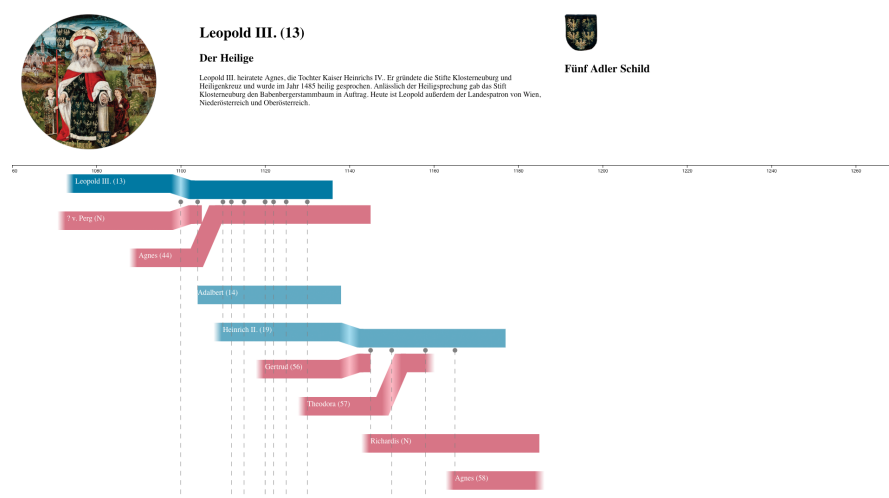 Leopold III. (13)
Der Heilige
Leopold III. heiratete Agnes, die Tochter Kaiser Heinrichs IV.. Er gründete die Stifte Klosterneuburg und
Heiligenkreuz und wurde im Jahr 1485 heilig gesprochen. Anlässlich der Heiligsprechung gab das Stift
Klosterneuburg den Babenbergerstammbaum in Auftrag. Heute ist Leopold außerdem der Landespatron von Wien,
Niederösterreich und Oberösterreich.
Fünf Adler Schild
60 1080 1100 1120 1140 1160 1180 1200 1220 1240 1260
Leopold III. (13)
? v. Perg (N)
Agnes (44)
Adalbert (14)
Heinrich II. (19)
Gertrud (56)
Theodora (57)
Richardis (N)
Agnes (58)